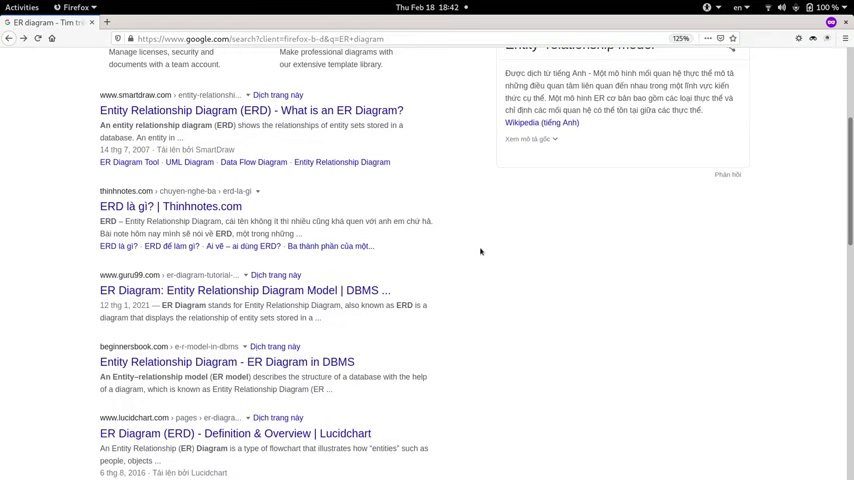 Activities
Firefox
Thu Feb 18 18:42
en
100 %
ER diagram - Tìm trê
https://www.google.com/search?client=firefox-b-d&q=ER+diagram
125%
Manage licenses, security and
documents with a team account.
Make professional diagrams with
our extensive template library.
www.smartdraw.com › entity-relationshi... Dịch trang này
Entity Relationship Diagram (ERD) - What is an ER Diagram?
An entity relationship diagram (ERD) shows the relationships of entity sets stored in a
database. An entity in ...
14 thg 7, 2007 · Tải lên bởi SmartDraw
ER Diagram Tool · UML Diagram · Data Flow Diagram · Entity Relationship Diagram
thinhnotes.com › chuyen-nghe-ba › erd-la-gi
ERD là gì? | Thinhnotes.com
ERD – Entity Relationship Diagram, cái tên không ít thì nhiều cũng khá quen với anh em chứ hả.
Bài note hôm nay mình sẽ nói về ERD, một trong những ...
ERD là gì? · ERD để làm gì? · Ai vẽ – ai dùng ERD? · Ba thành phần của một...
www.guru99.com › er-diagram-tutorial-... Dịch trang này
ER Diagram: Entity Relationship Diagram Model | DBMS ...
12 thg 1, 2021 — ER Diagram stands for Entity Relationship Diagram, also known as ERD is a
diagram that displays the relationship of entity sets stored in a ...
beginnersbook.com › e-r-model-in-dbms Dịch trang này
Entity Relationship Diagram - ER Diagram in DBMS
An Entity–relationship model (ER model) describes the structure of a database with the help
of a diagram, which is known as Entity Relationship Diagram (ER ...
www.lucidchart.com › pages › er-diagra... Dịch trang này
ER Diagram (ERD) - Definition & Overview | Lucidchart
An Entity Relationship (ER) Diagram is a type of flowchart that illustrates how “entities” such as
people, objects ...
6 thg 8, 2016 · Tải lên bởi Lucidchart
Entity–relationship model
Được dịch từ tiếng Anh - Một mô hình mối quan hệ thực thể mô tả
những điều quan tâm liên quan đến nhau trong một lĩnh vực kiến
thức cụ thể. Một mô hình ER cơ bản bao gồm các loại thực thể và
chỉ định các mối quan hệ có thể tồn tại giữa các thực thể.
Wikipedia (tiếng Anh)
Xem mô tả gốc
Phản hồi